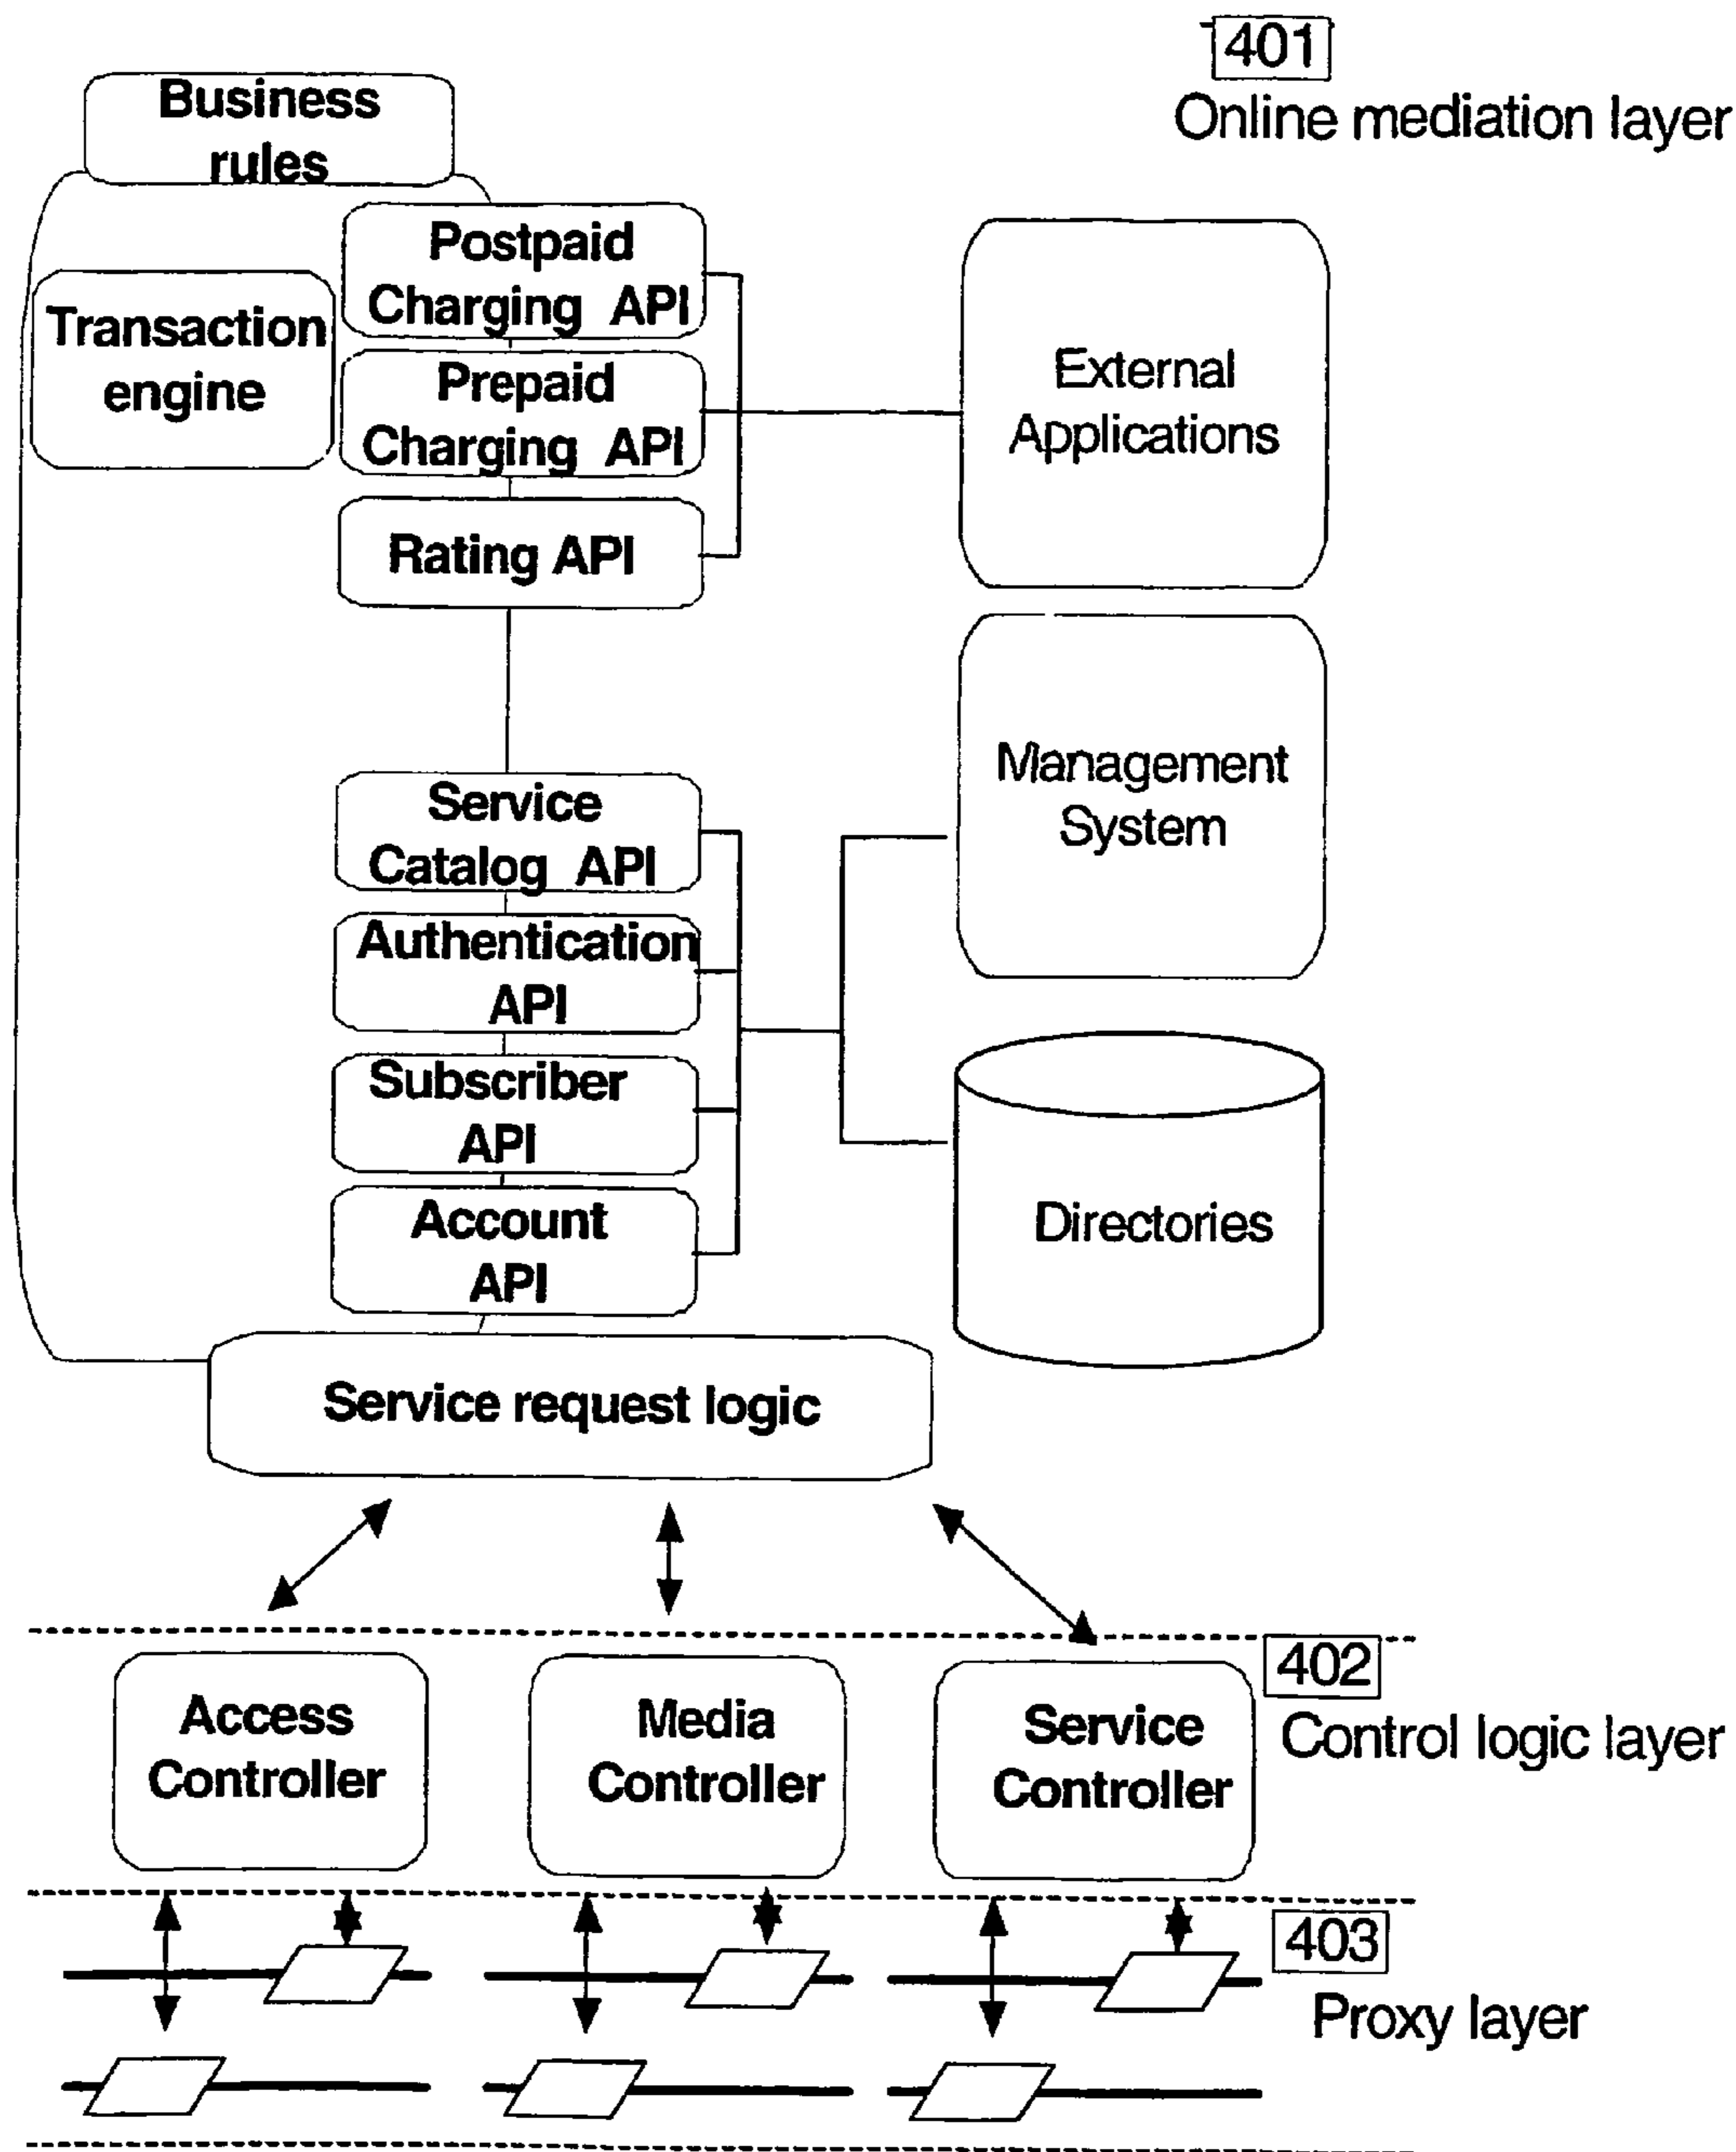 401
Online mediation layer
Business
rules
Postpaid
Charging API
Transaction
engine
Prepaid
Charging API
Rating API
External
Applications
Management
System
Service
Catalog API
Authentication
API
Subscriber
API
Account
API
Directories
Service request logic
402
Control logic layer
Access
Controller
Media
Controller
Service
Controller
403
Proxy layer